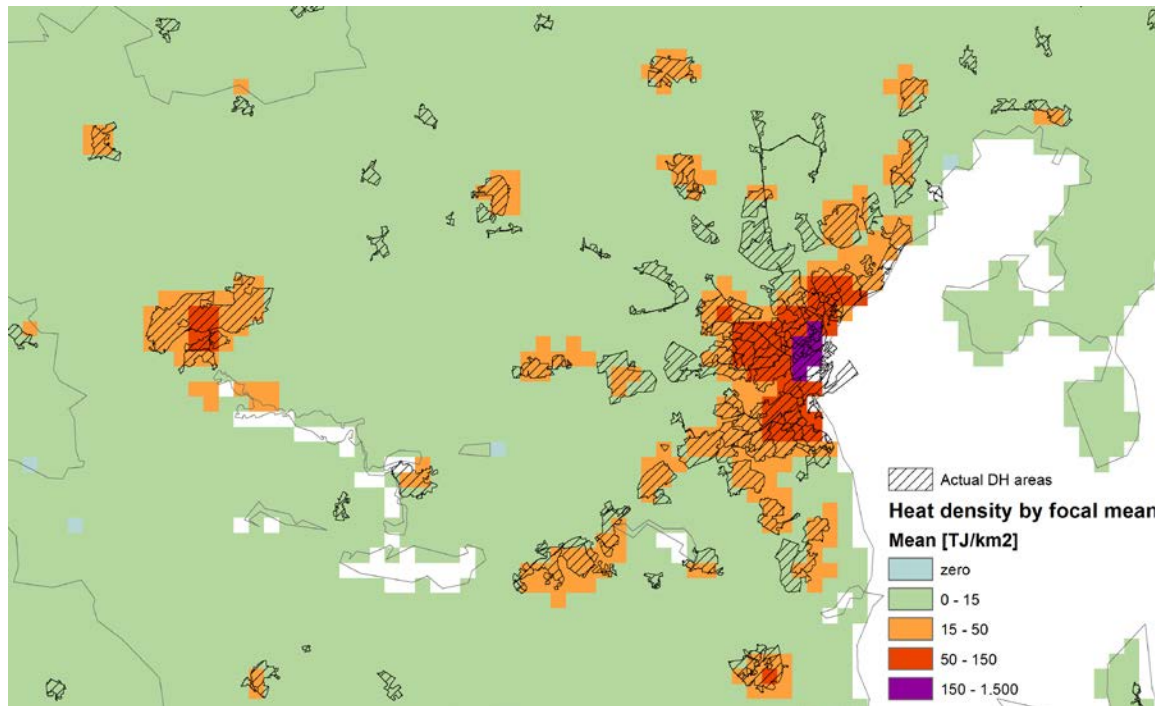 Actual DH areas
Heat density by focal mean
Mean [TJ/km2]
zero
0 - 15
15 - 50
50 - 150
150 - 1.500